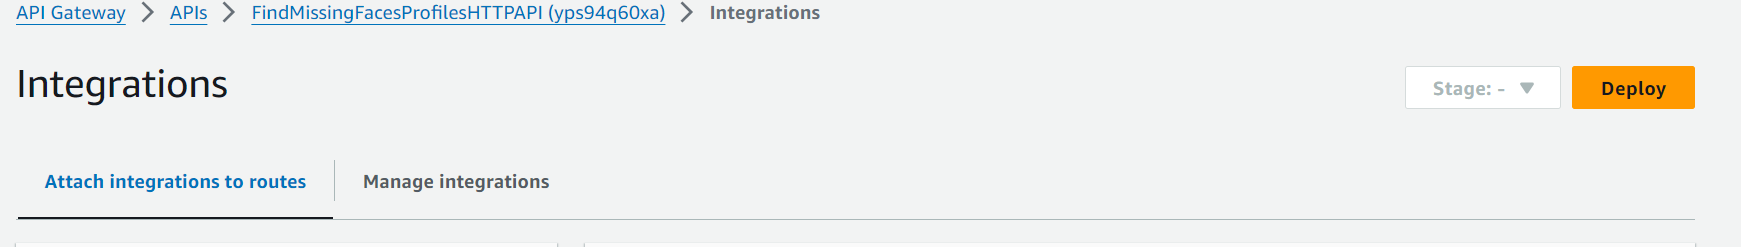 API Gateway > APIs > FindMissingFacesProfilesHTTPAPI (yps94q60xa) > Integrations
Integrations
Stage: - ▼ Deploy
Attach integrations to routes Manage integrations